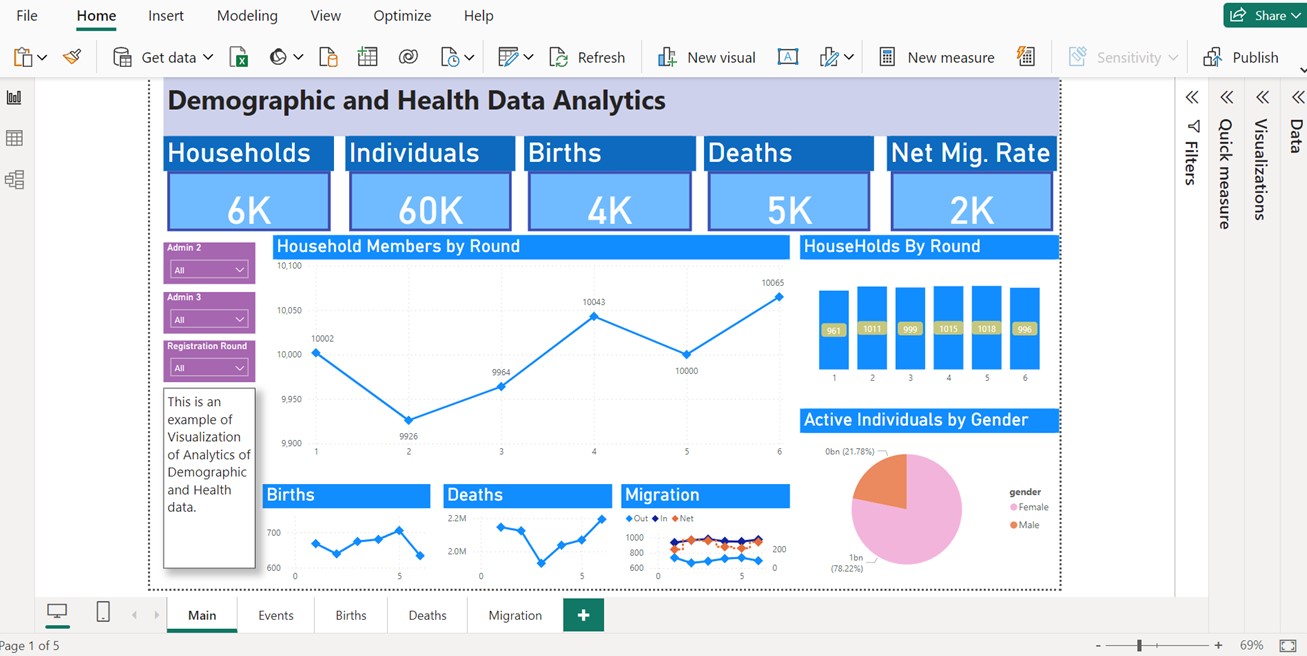 File Home Insert Modeling View Optimize Help
Share
Get data
Refresh
New visual
New measure
Sensitivity
Publish
Demographic and Health Data Analytics
Households Individuals Births Deaths Net Mig. Rate
6K 60K 4K 5K 2K
Admin 2
All
Admin 3
All
Registration Round
All
This is an
example of
Visualization
of Analytics of
Demographic
and Health
data.
Household Members by Round
10,100
10,050
10,000
9,950
9,900
10002
9926
9964
10043
10000
10065
1 2 3 4 5 6
HouseHolds By Round
961 1011 999 1015 1018 996
1 2 3 4 5 6
Active Individuals by Gender
0bn (21.78%)
1bn
(78.22%)
gender
Female
Male
Births
700
600
0 5
Deaths
2.2M
2.0M
0 5
Migration
Out In Net
1000
800
600
200
0
0 5
Filters
Quick measure
Visualizations
Data
Main Events Births Deaths Migration +
Page 1 of 5
- + 69%